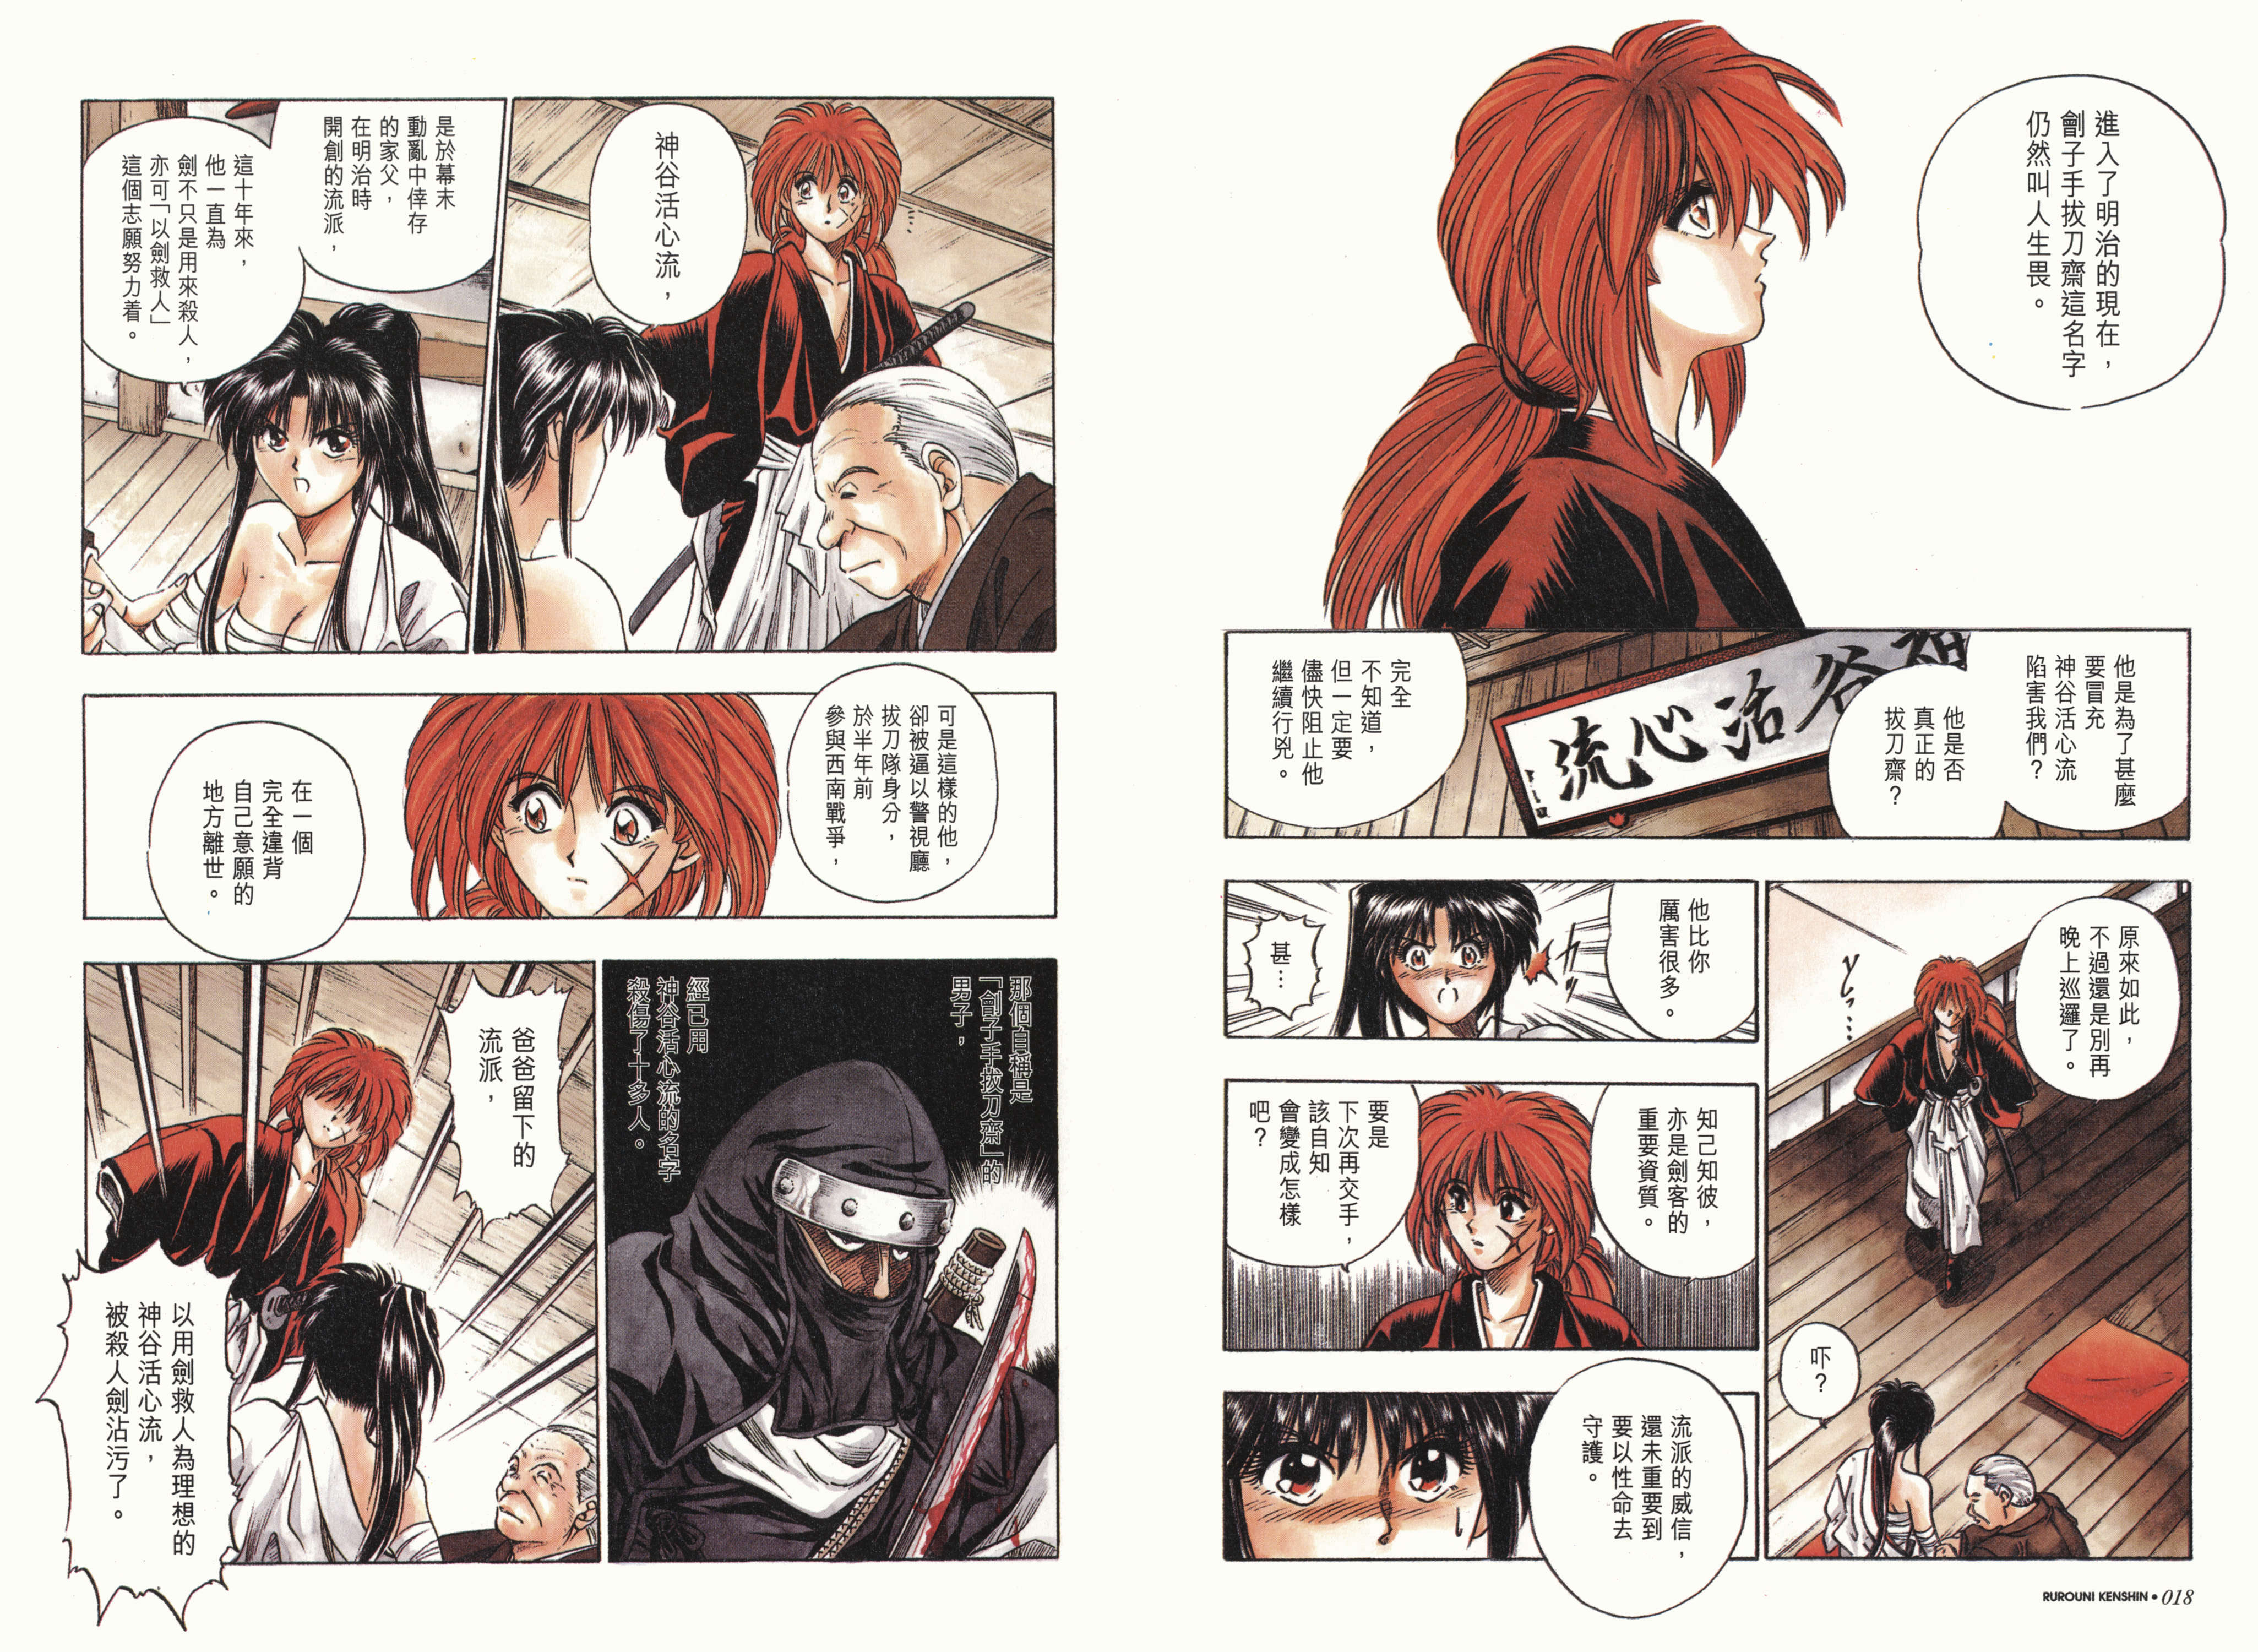 進入了明治的現在，
劊子手拔刀齋這名字
仍然叫人生畏。
他是為了甚麼
要冒充
神谷活心流
陷害我們？
他是否
真正的
拔刀齋？
神谷活心流
完全
不知道，
但一定要
儘快阻止他
繼續行兇。
原來如此，
不過還是別再
晚上巡邏了。
吓？
他比你
厲害很多。
甚…
知己知彼，
亦是劍客的
重要資質。
要是
下次再交手，
該自知
會變成怎樣
吧？
流派的威信，
還未重要到
要以性命去
守護。
RUROUNI KENSHIN • 018
神谷活心流，
是於幕末
動亂中倖存
的家父，
在明治時
開創的流派，
這十年來，
他一直為
劍不只是用來殺人，
亦可「以劍救人」
這個志願努力着。
可是這樣的他，
卻被逼以警視廳
拔刀隊身分，
於半年前
參與西南戰爭，
在一個
完全違背
自己意願的
地方離世。
那個自稱是
「劊子手拔刀齋」的
男子，
經已用
神谷活心流的名字
殺傷了十多人。
爸爸留下的
流派，
以用劍救人為理想的
神谷活心流，
被殺人劍沾污了。